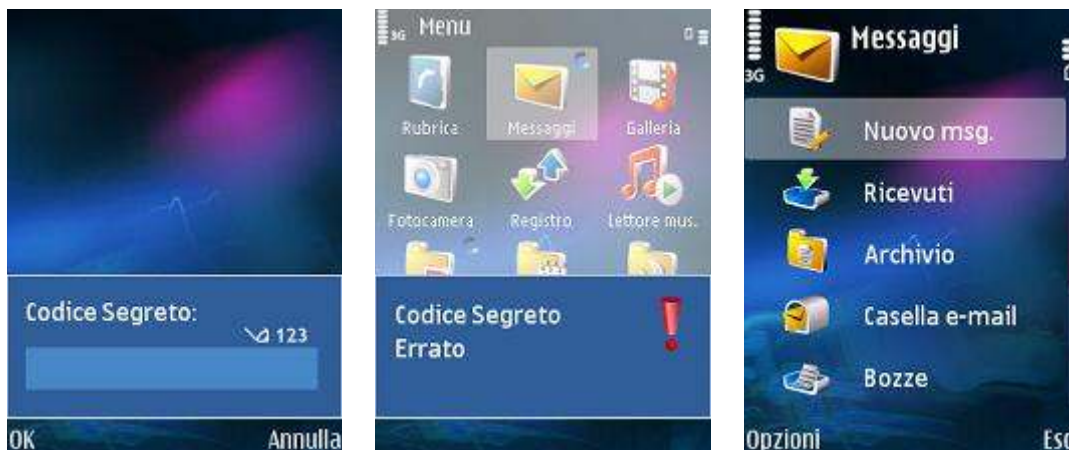 Codice Segreto:
123
OK Annulla
3G Menu
Rubrica Messaggi Galleria
Fotocamera Registro Lettore mus.
Codice Segreto
Errato
3G Messaggi
Nuovo msg.
Ricevuti
Archivio
Casella e-mail
Bozze
Opzioni